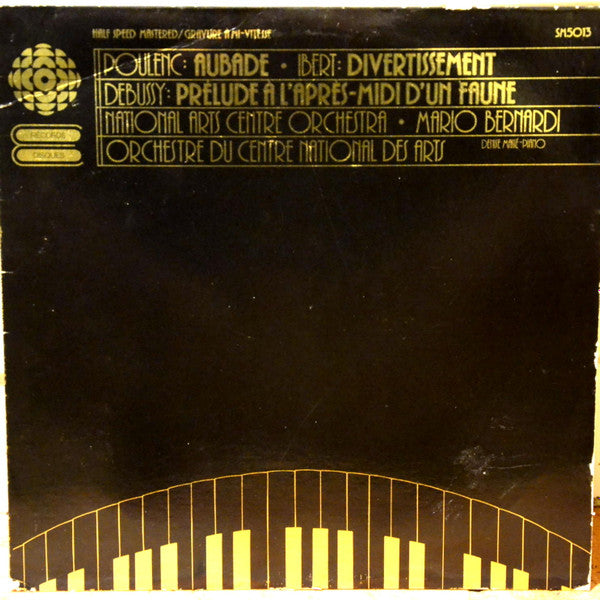 HALF SPEED MASTERED/GRAVURE À MI-VITESSE
SM5013
POULENC: AUBADE • IBERT: DIVERTISSEMENT
DEBUSSY: PRÉLUDE À L'APRÈS-MIDI D'UN FAUNE
NATIONAL ARTS CENTRE ORCHESTRA • MARIO BERNARDI
ORCHESTRE DU CENTRE NATIONAL DES ARTS
DENISE MASSÉ-PIANO
RECORDS
DISQUES